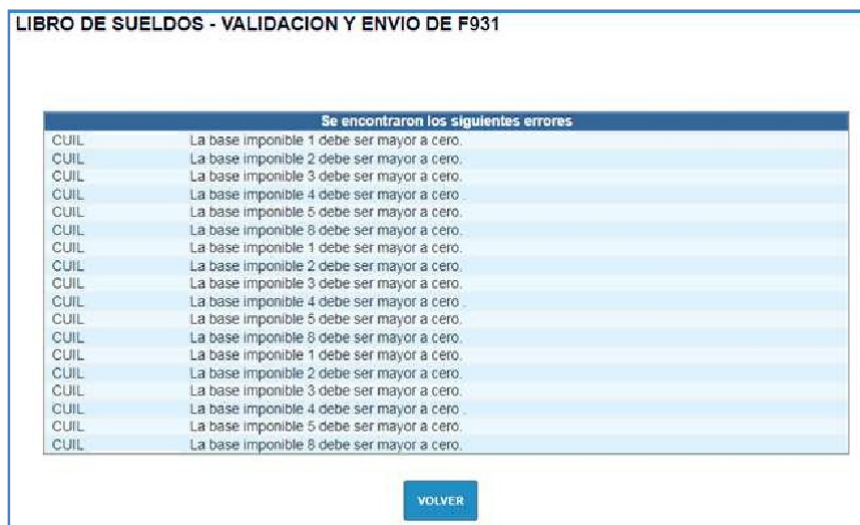 LIBRO DE SUELDOS - VALIDACION Y ENVIO DE F931
Se encontraron los siguientes errores
CUIL La base imponible 1 debe ser mayor a cero.
CUIL La base imponible 2 debe ser mayor a cero.
CUIL La base imponible 3 debe ser mayor a cero.
CUIL La base imponible 4 debe ser mayor a cero .
CUIL La base imponible 5 debe ser mayor a cero.
CUIL La base imponible 8 debe ser mayor a cero.
CUIL La base imponible 1 debe ser mayor a cero.
CUIL La base imponible 2 debe ser mayor a cero.
CUIL La base imponible 3 debe ser mayor a cero.
CUIL La base imponible 4 debe ser mayor a cero .
CUIL La base imponible 5 debe ser mayor a cero.
CUIL La base imponible 8 debe ser mayor a cero.
CUIL La base imponible 1 debe ser mayor a cero.
CUIL La base imponible 2 debe ser mayor a cero.
CUIL La base imponible 3 debe ser mayor a cero.
CUIL La base imponible 4 debe ser mayor a cero .
CUIL La base imponible 5 debe ser mayor a cero.
CUIL La base imponible 8 debe ser mayor a cero.
VOLVER